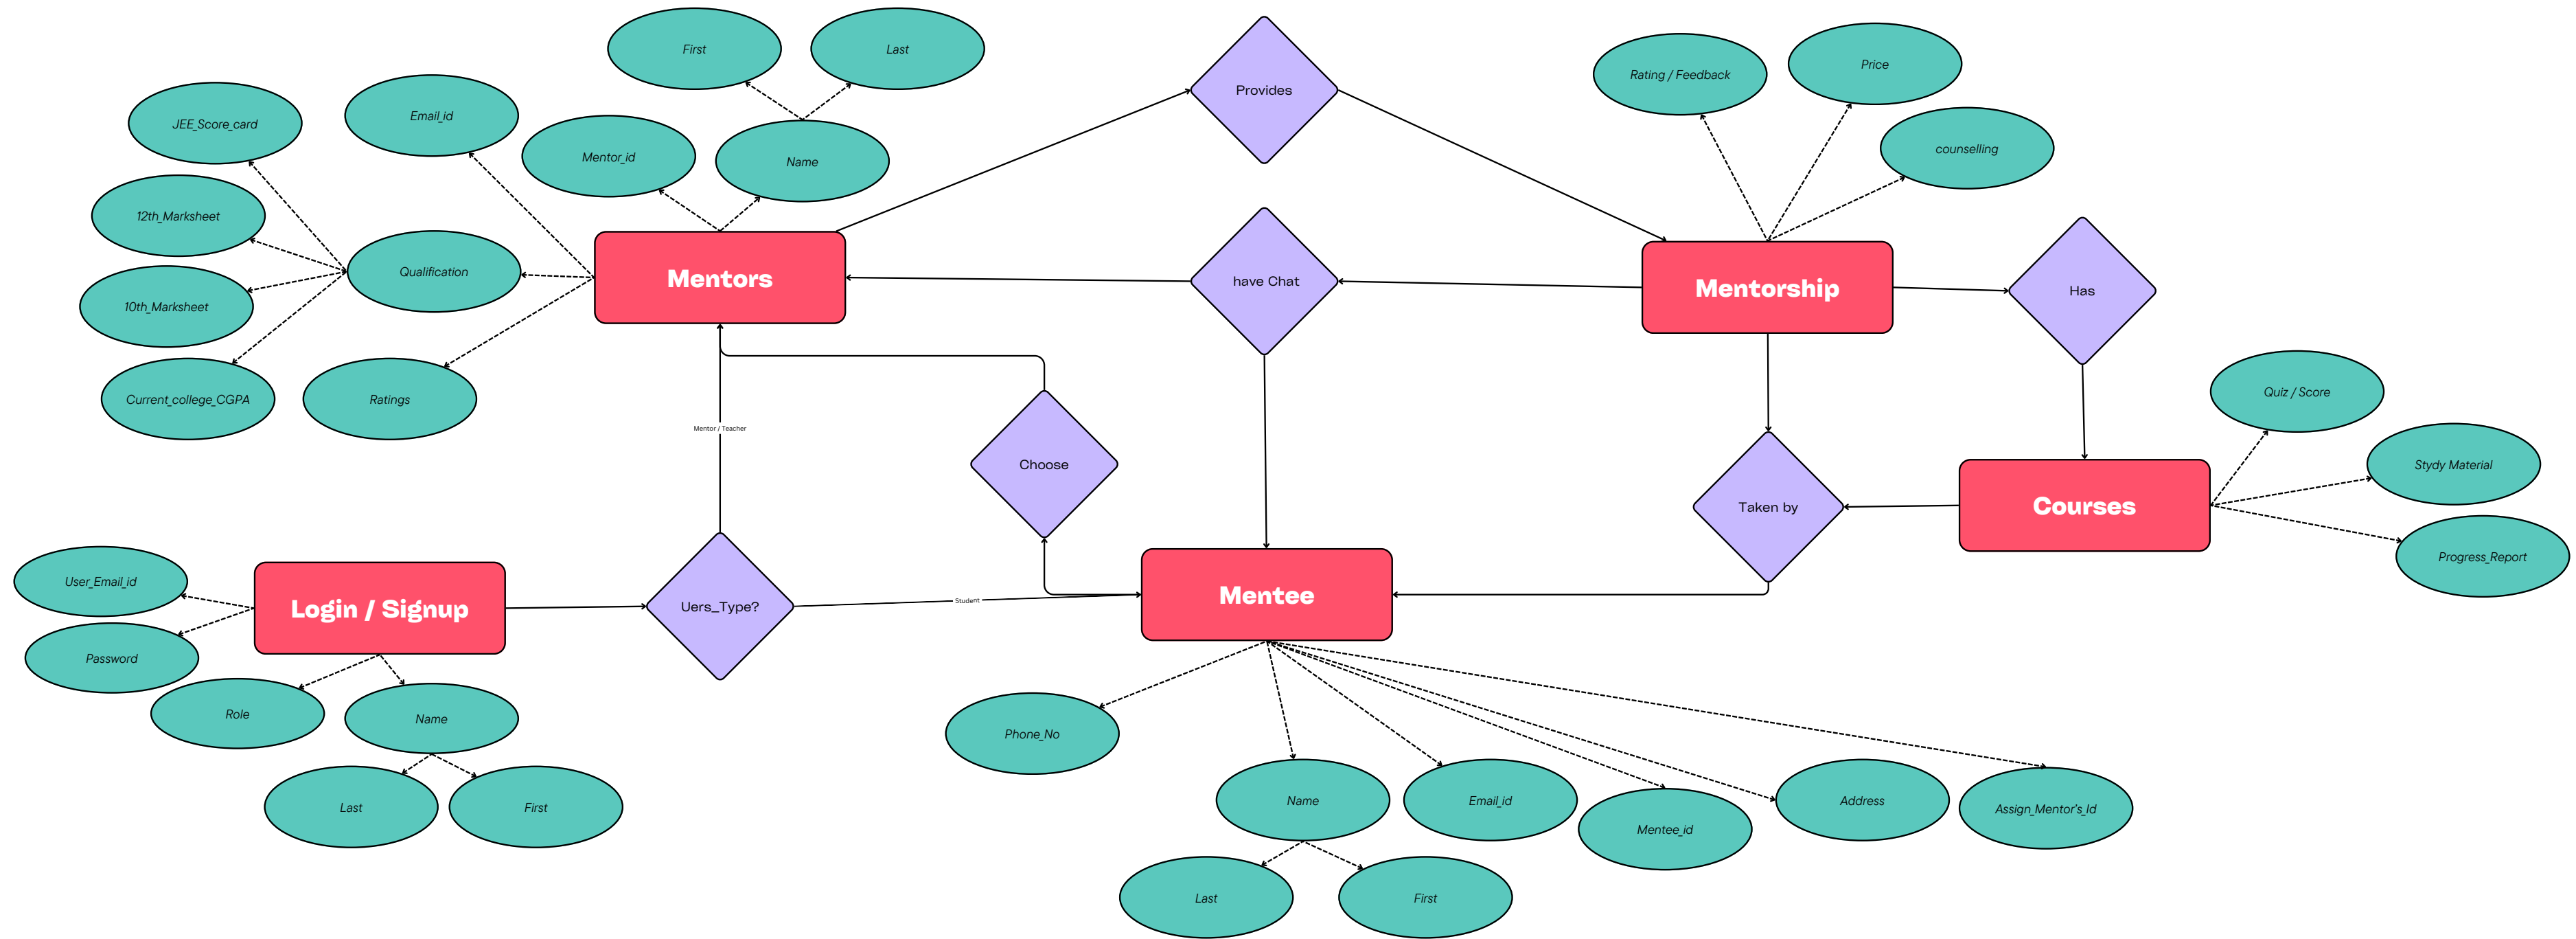 First
Last
Provides
Rating / Feedback
Price
JEE_Score_card
Email_id
Mentor_id
Name
counselling
12th_Marksheet
Qualification
Mentors
have Chat
Mentorship
Has
10th_Marksheet
Current_college_CGPA
Ratings
Mentor / Teacher
Choose
Quiz / Score
Stydy Material
Taken by
Courses
Progress_Report
User_Email_id
Login / Signup
Uers_Type?
Student
Mentee
Password
Role
Name
Phone_No
Last
First
Name
Email_id
Mentee_id
Address
Assign_Mentor's_Id
Last
First